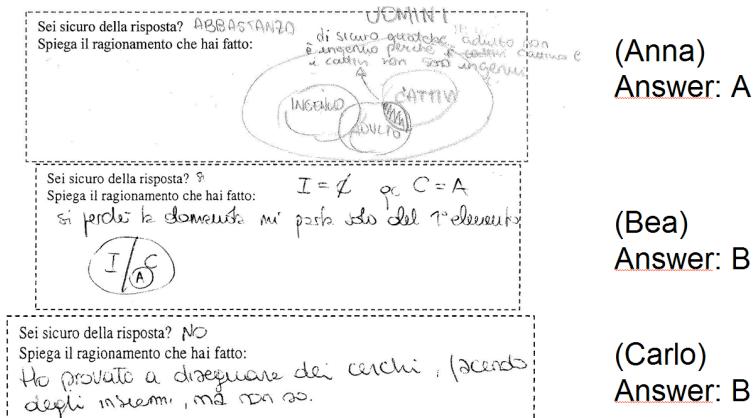 Sei sicuro della risposta? ABBASTANZA
Spiega il ragionamento che hai fatto:
UOMINI
di sicuro qualche adulto non
è ingenuo perché è cattivo e
i cattivi non sono ingenui
INGENUO
CATTIVI
ADULTO
(Anna)
Answer: A
Sei sicuro della risposta? Sì
Spiega il ragionamento che hai fatto:
I = C A
si perché la domanda mi parla solo del 1° elemento
I / C
A
(Bea)
Answer: B
Sei sicuro della risposta? NO
Spiega il ragionamento che hai fatto:
Ho provato a disegnare dei cerchi, facendo
degli insiemi, ma non so.
(Carlo)
Answer: B